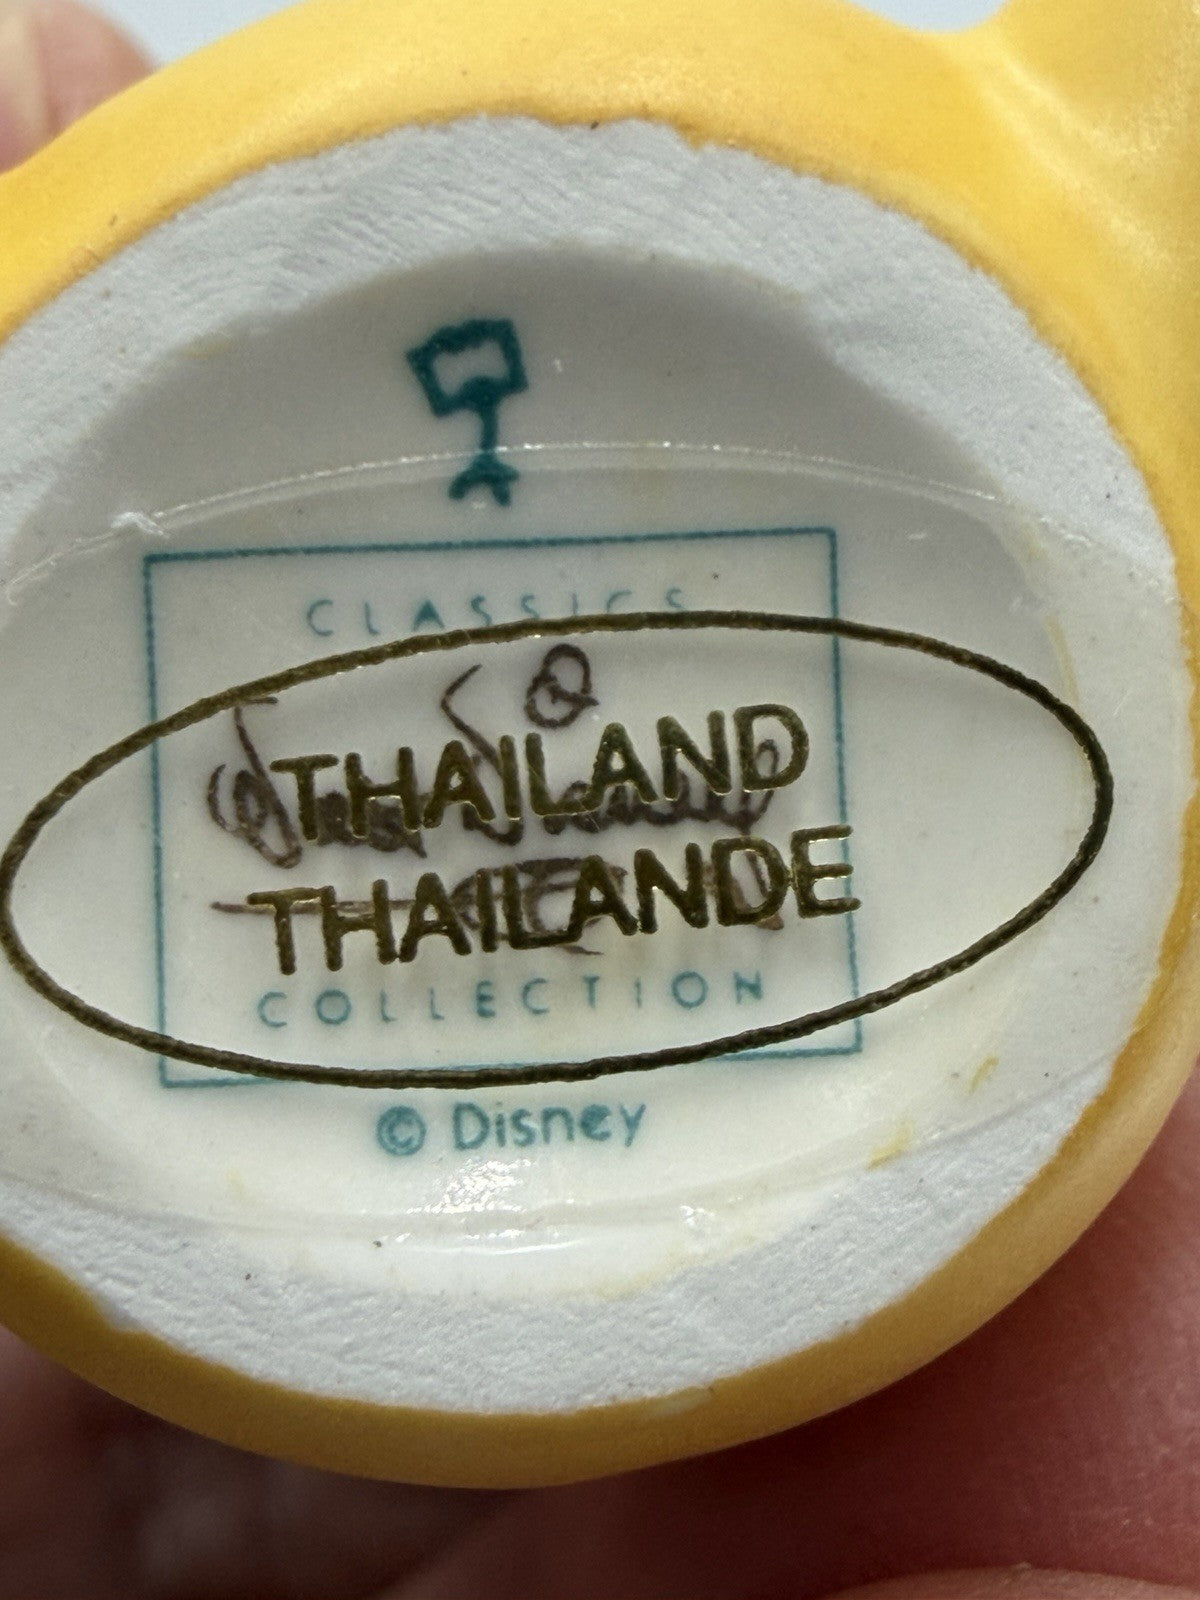 CLASSICS
THAILAND
THAILANDE
COLLECTION
© Disney